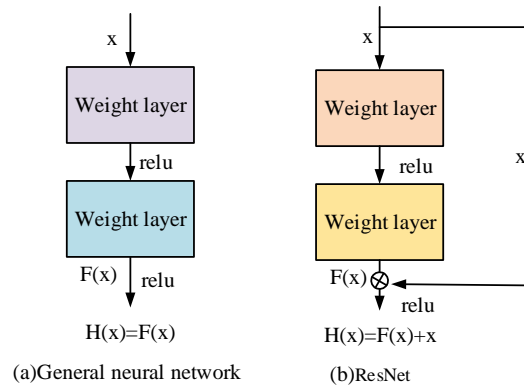 x
Weight layer
relu
Weight layer
F(x)
relu
H(x)=F(x)
(a)General neural network
x
Weight layer
relu
x
Weight layer
F(x)
relu
H(x)=F(x)+x
(b)ResNet